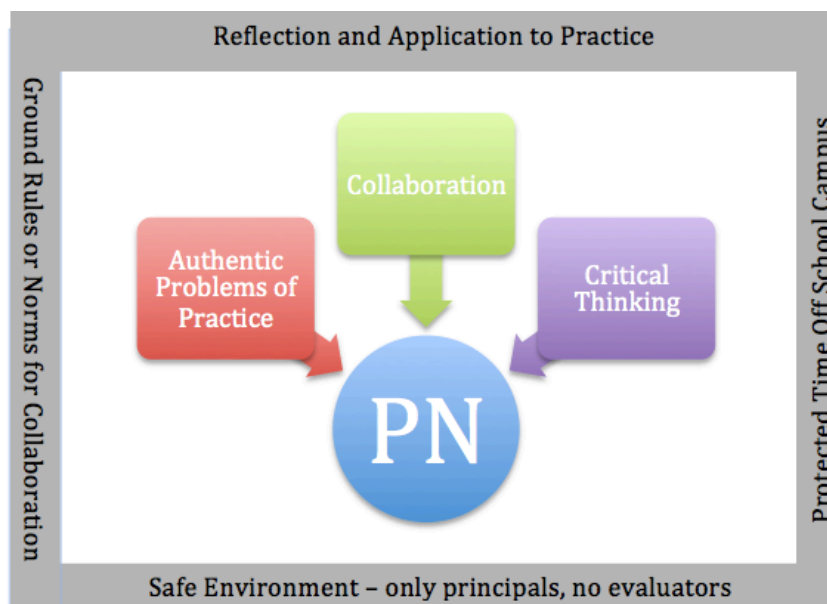 Reflection and Application to Practice
Ground Rules or Norms for Collaboration
Collaboration
Authentic
Problems of
Practice
Critical
Thinking
PN
Protected Time Off School Campus
Safe Environment – only principals, no evaluators